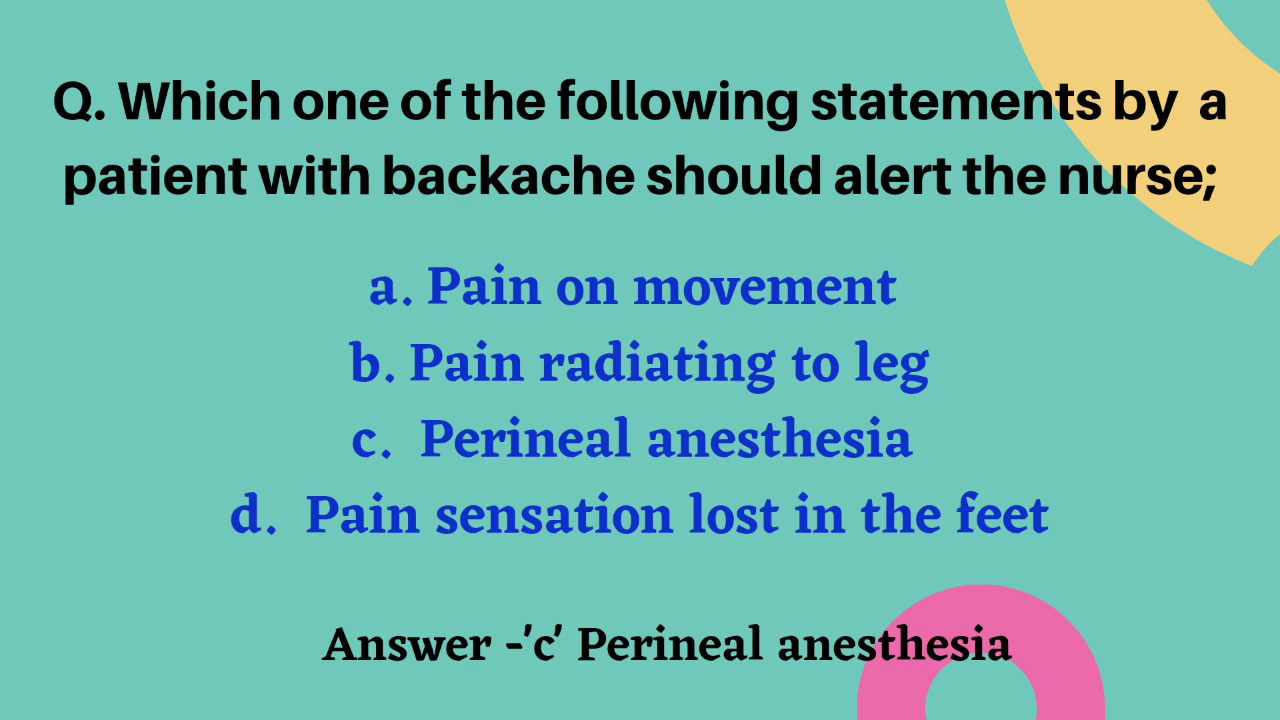 Q. Which one of the following statements by a
patient with backache should alert the nurse;
a. Pain on movement
b. Pain radiating to leg
c. Perineal anesthesia
d. Pain sensation lost in the feet
Answer -'c' Perineal anesthesia